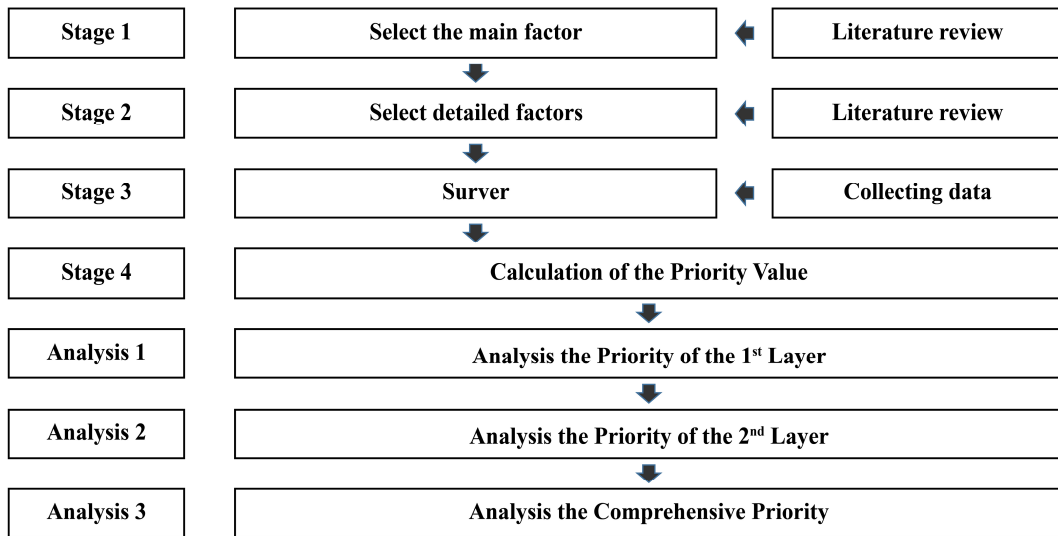 Stage 1 Select the main factor Literature review
Stage 2 Select detailed factors Literature review
Stage 3 Surver Collecting data
Stage 4 Calculation of the Priority Value
Analysis 1 Analysis the Priority of the 1st Layer
Analysis 2 Analysis the Priority of the 2nd Layer
Analysis 3 Analysis the Comprehensive Priority